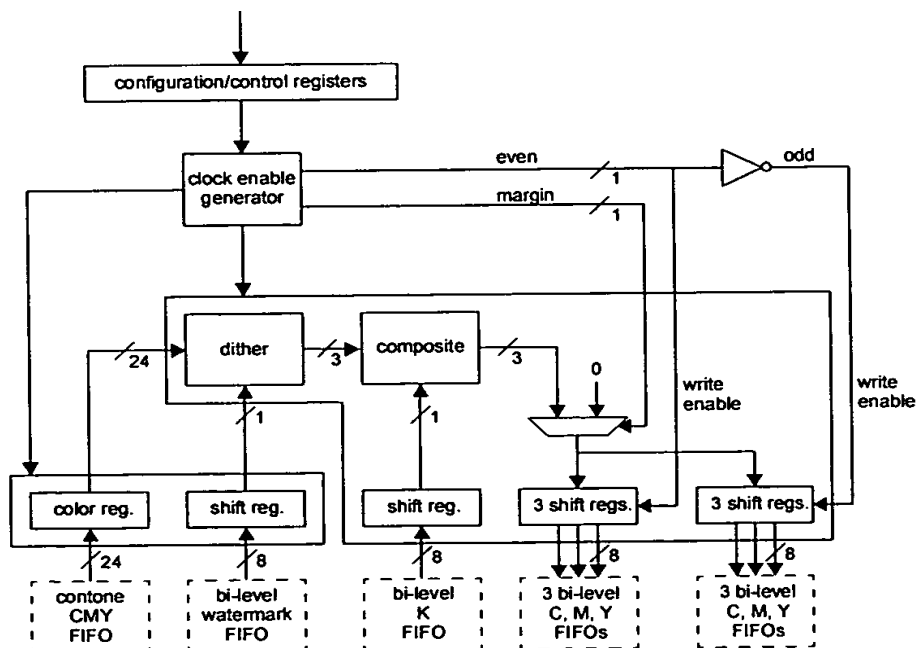 configuration/control registers
clock enable
generator
even
1
margin
1
odd
dither
composite
24
3
3
0
1
1
write
enable
write
enable
color reg.
shift reg.
shift reg.
3 shift regs.
3 shift regs.
24
8
8
8
8
contone
CMY
FIFO
bi-level
watermark
FIFO
bi-level
K
FIFO
3 bi-level
C, M, Y
FIFOs
3 bi-level
C, M, Y
FIFOs